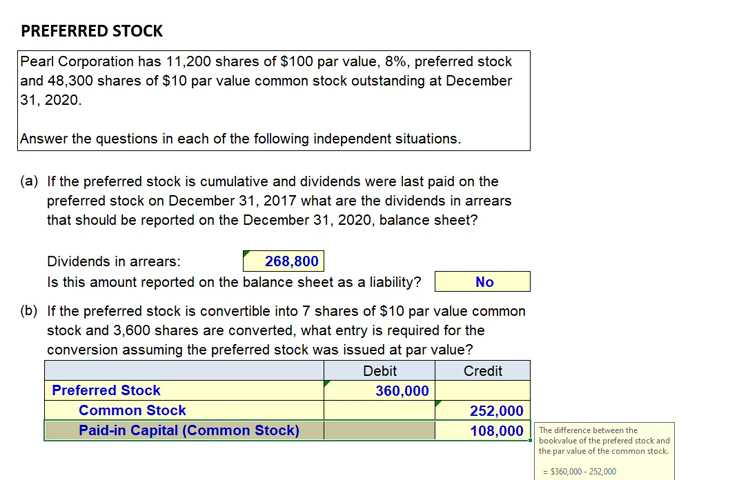 PREFERRED STOCK
Pearl Corporation has 11,200 shares of $100 par value, 8%, preferred stock
and 48,300 shares of $10 par value common stock outstanding at December
31, 2020.
Answer the questions in each of the following independent situations.
(a) If the preferred stock is cumulative and dividends were last paid on the
preferred stock on December 31, 2017 what are the dividends in arrears
that should be reported on the December 31, 2020, balance sheet?
Dividends in arrears: 268,800
Is this amount reported on the balance sheet as a liability? No
(b) If the preferred stock is convertible into 7 shares of $10 par value common
stock and 3,600 shares are converted, what entry is required for the
conversion assuming the preferred stock was issued at par value?
Debit Credit
Preferred Stock 360,000
Common Stock 252,000
Paid-in Capital (Common Stock) 108,000
The difference between the
bookvalue of the prefered stock and
the par value of the common stock.
= $360,000 - 252,000